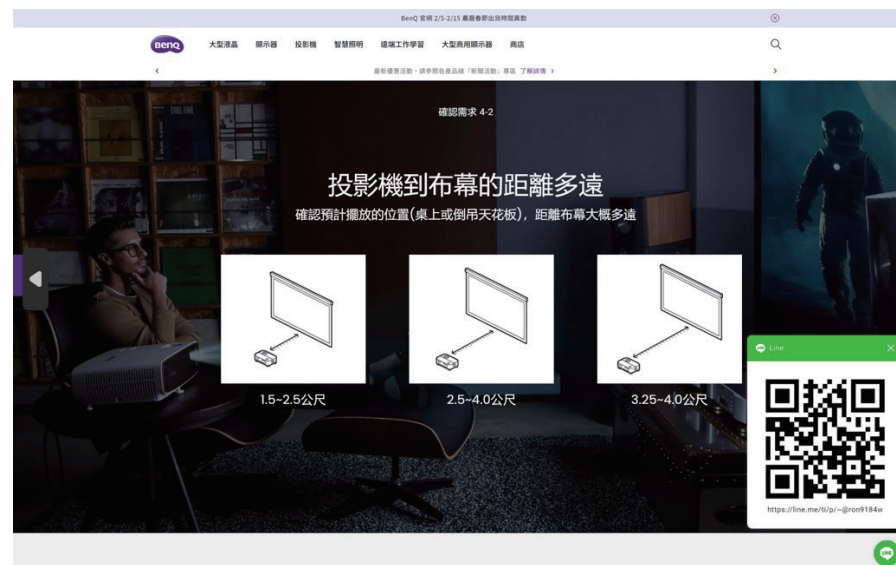 BenQ 官網 2/5-2/15 農曆春節出貨時間異動
BenQ
大型液晶 顯示器 投影機 智慧照明 遠端工作學習 大型商用顯示器 商店
最新優惠活動，請參閱各產品線「新聞活動」專區 了解詳情 >
確認需求 4-2
投影機到布幕的距離多遠
確認預計擺放的位置(桌上或倒吊天花板)，距離布幕大概多遠
1.5~2.5公尺
2.5~4.0公尺
3.25~4.0公尺
Line
https://line.me/ti/p/~@ron9184w